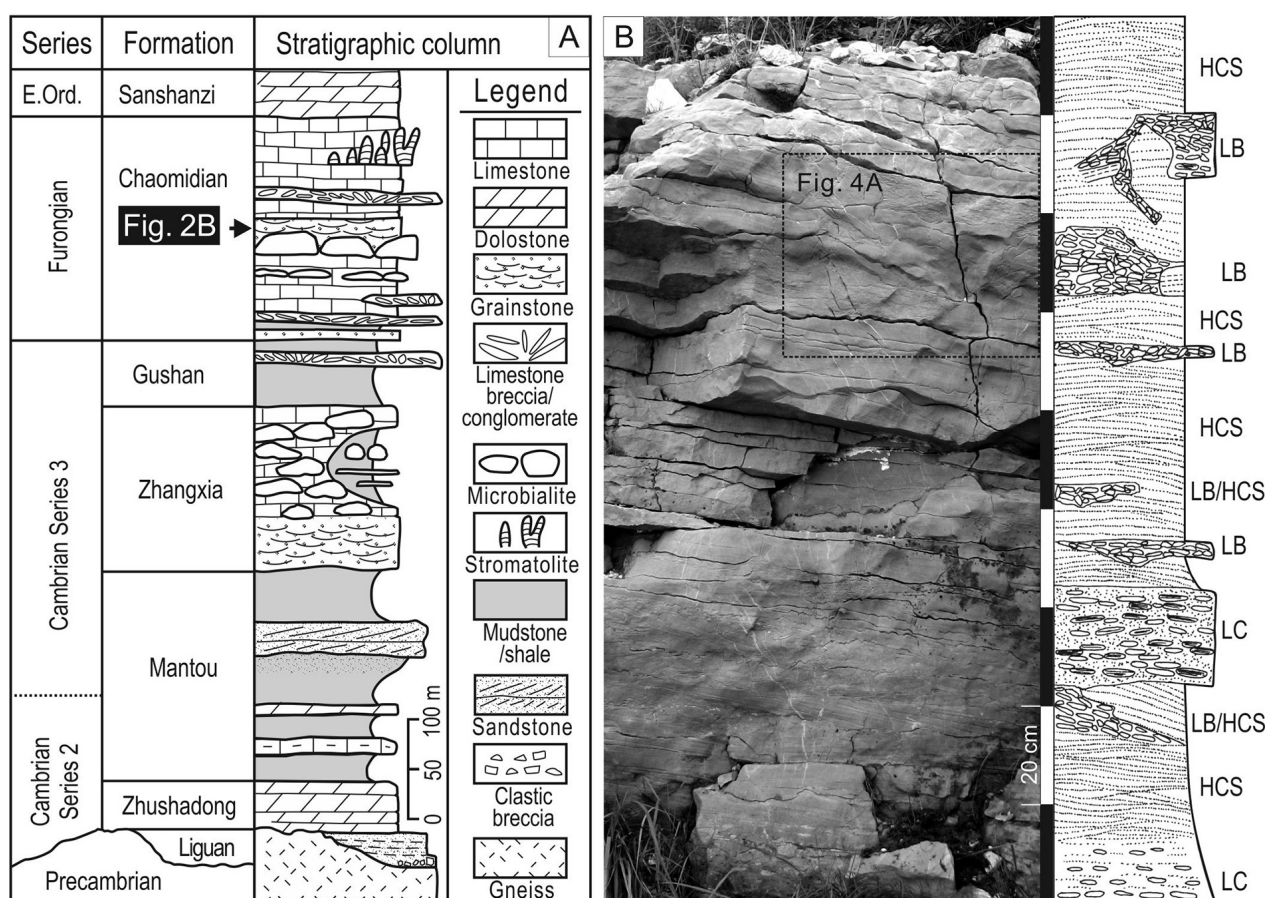 Series
Formation
Stratigraphic column
A
E.Ord.
Sanshanzi
Furongian
Chaomidian
Fig. 2B
Gushan
Cambrian Series 3
Zhangxia
Mantou
Cambrian
Series 2
Zhushadong
Liguan
Precambrian
100 m
50
0
Legend
Limestone
Dolostone
Grainstone
Limestone
breccia/
conglomerate
Microbialite
Stromatolite
Mudstone
/shale
Sandstone
Clastic
breccia
Gneiss
B
Fig. 4A
20 cm
HCS
LB
LB
HCS
LB
HCS
LB/HCS
LB
LC
LB/HCS
HCS
LC